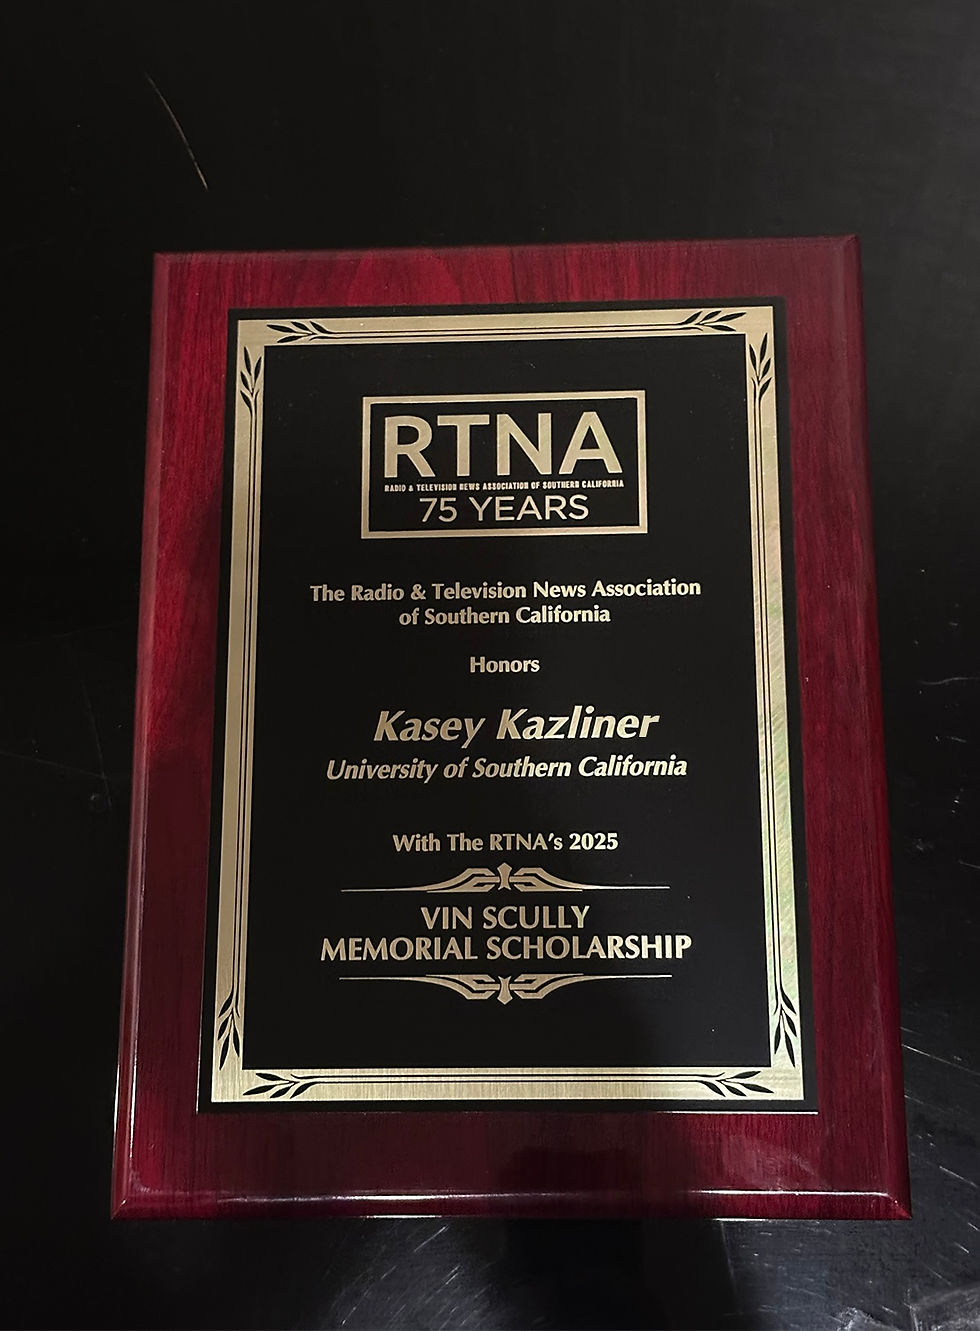 RTNA
RADIO & TELEVISION NEWS ASSOCIATION OF SOUTHERN CALIFORNIA
75 YEARS
The Radio & Television News Association
of Southern California
Honors
Kasey Kazliner
University of Southern California
With The RTNA's 2025
VIN SCULLY
MEMORIAL SCHOLARSHIP